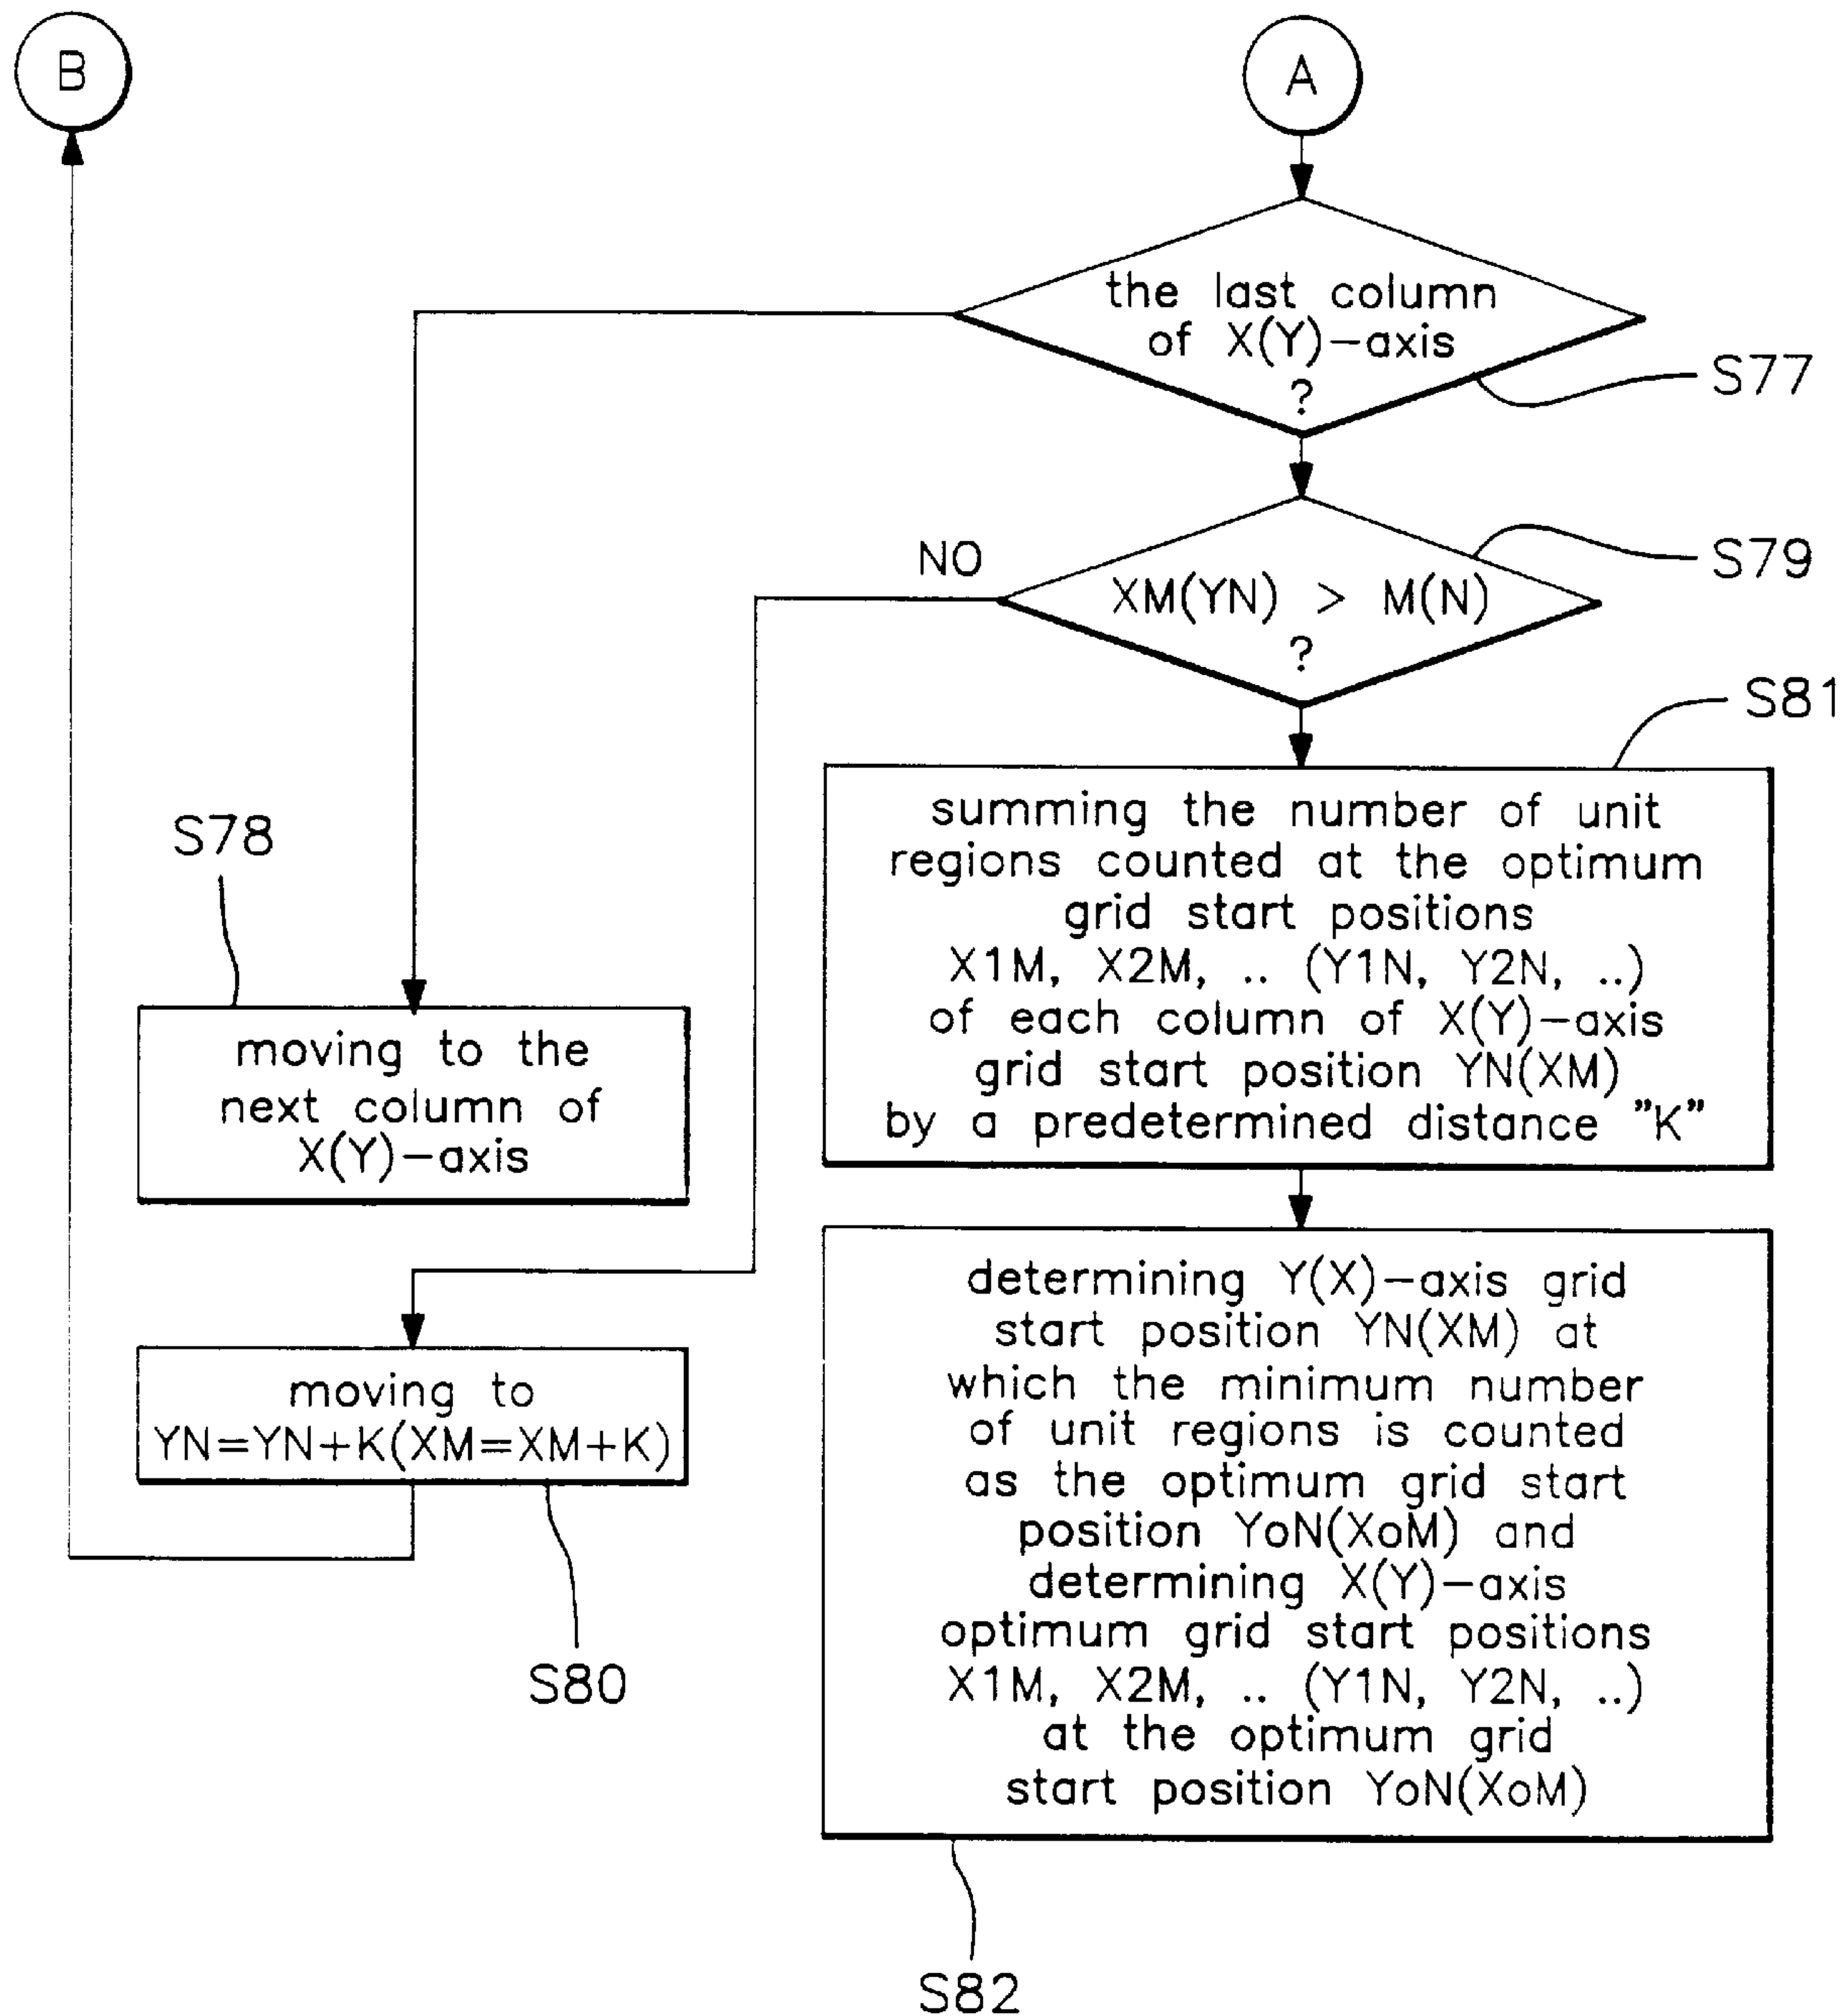 B
A
the last column
of X(Y)-axis
?
S77
NO
XM(YN) > M(N)
?
S79
S81
summing the number of unit
regions counted at the optimum
grid start positions
X1M, X2M, .. (Y1N, Y2N, ..)
of each column of X(Y)-axis
grid start position YN(XM)
by a predetermined distance "K"
S78
moving to the
next column of
X(Y)-axis
moving to
YN=YN+K(XM=XM+K)
S80
determining Y(X)-axis grid
start position YN(XM) at
which the minimum number
of unit regions is counted
as the optimum grid start
position YoN(XoM) and
determining X(Y)-axis
optimum grid start positions
X1M, X2M, .. (Y1N, Y2N, ..)
at the optimum grid
start position YoN(XoM)
S82